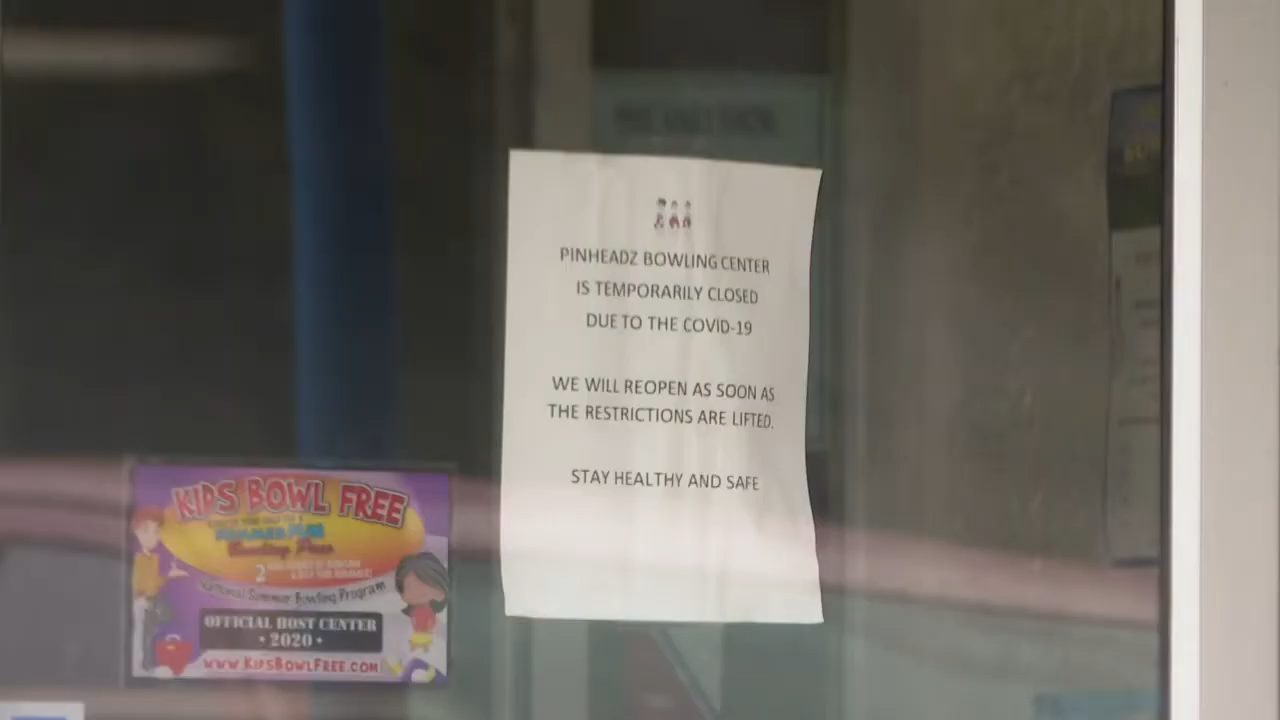 PINHEADZ BOWLING CENTER
IS TEMPORARILY CLOSED
DUE TO THE COVID-19
WE WILL REOPEN AS SOON AS
THE RESTRICTIONS ARE LIFTED.
STAY HEALTHY AND SAFE
KIDS BOWL FREE
2
National Summer Bowling Program
OFFICIAL HOST CENTER
• 2020 •
WWW.KIDSBOWLFREE.COM